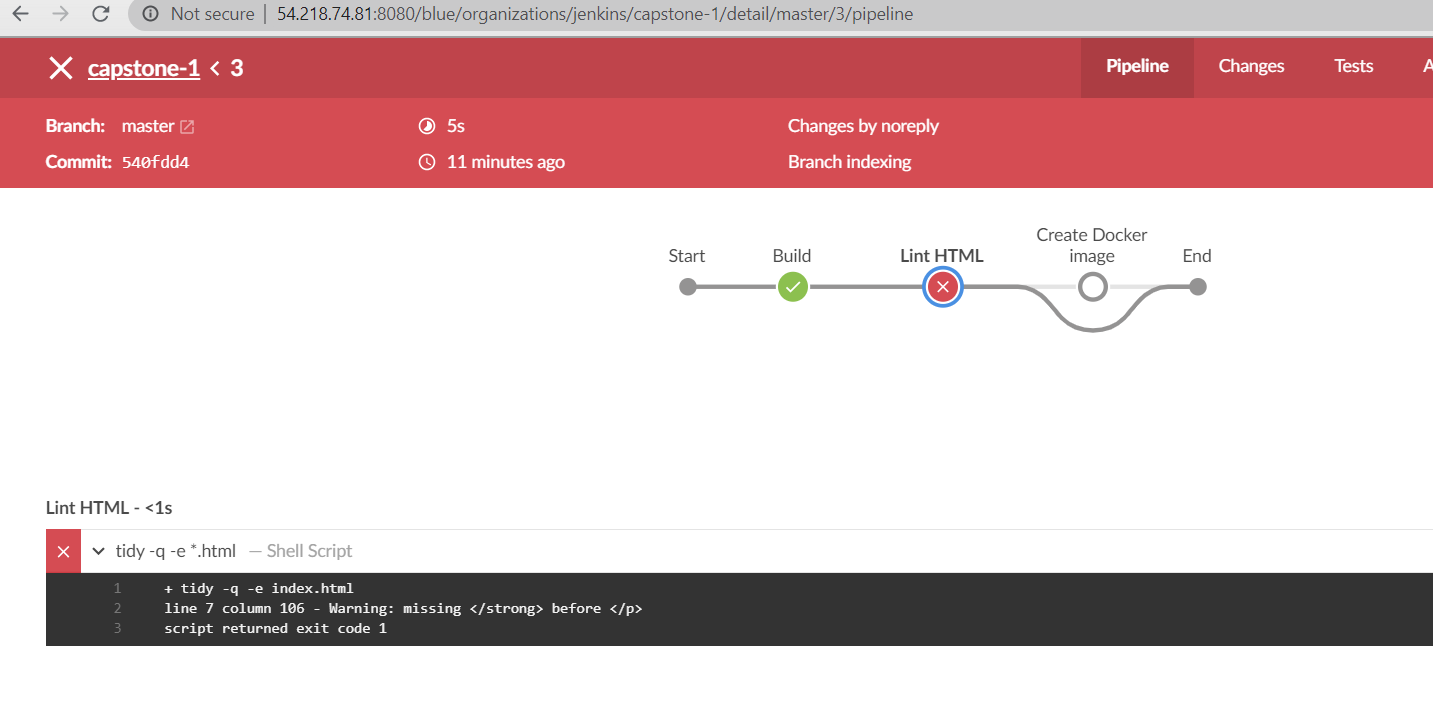 Not secure | 54.218.74.81:8080/blue/organizations/jenkins/capstone-1/detail/master/3/pipeline
capstone-1 < 3
Pipeline Changes Tests A
Branch: master 5s Changes by noreply
Commit: 540fdd4 11 minutes ago Branch indexing
Start Build Lint HTML Create Docker
image End
Lint HTML - <1s
tidy -q -e *.html — Shell Script
1 + tidy -q -e index.html
2 line 7 column 106 - Warning: missing </strong> before </p>
3 script returned exit code 1